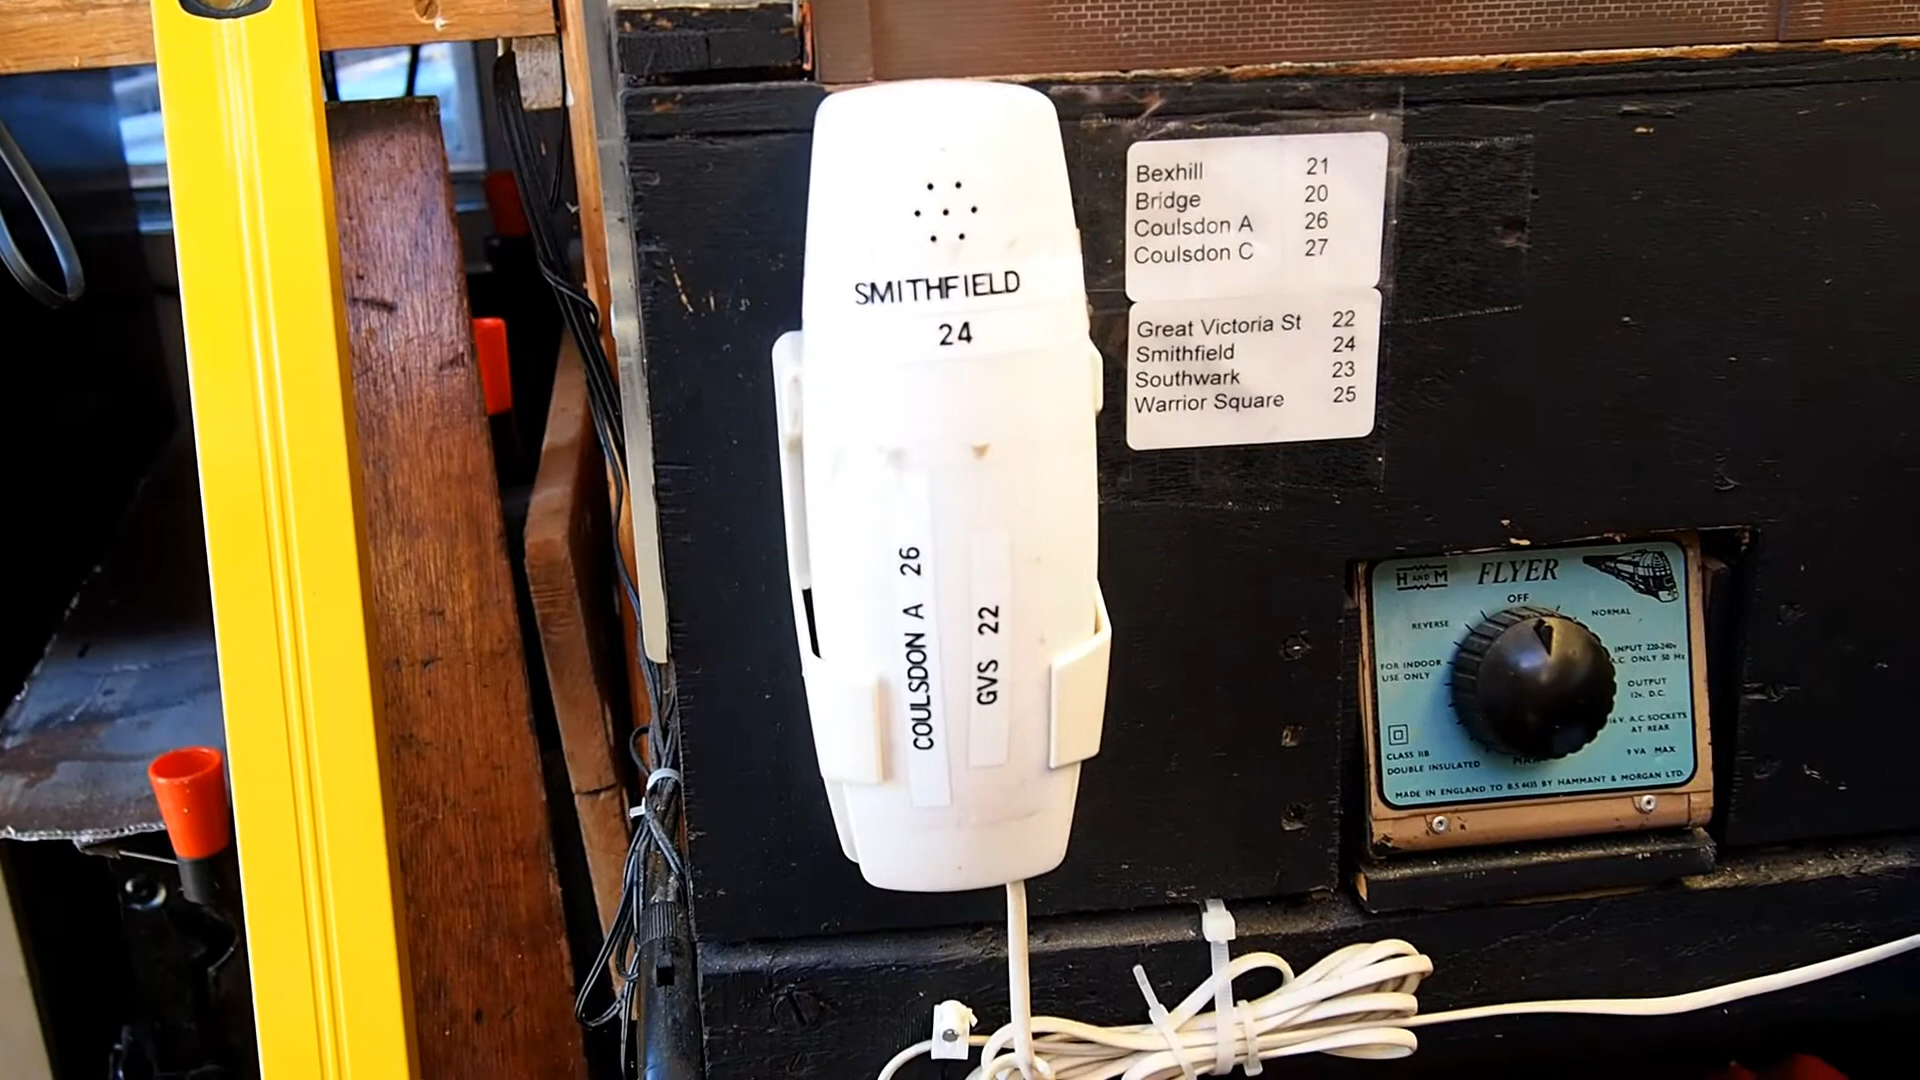 SMITHFIELD
24
COULSDON A 26
GVS 22
Bexhill 21
Bridge 20
Coulsdon A 26
Coulsdon C 27
Great Victoria St 22
Smithfield 24
Southwark 23
Warrior Square 25
H AND M FLYER
OFF
REVERSE
NORMAL
FOR INDOOR
USE ONLY
INPUT 220-240v
A.C. ONLY 50 Hz
OUTPUT
12v. D.C.
16 V. A.C. SOCKETS
AT REAR
9 VA MAX
CLASS IIB
DOUBLE INSULATED
MADE IN ENGLAND TO B.S. 4435 BY HAMMANT & MORGAN LTD.